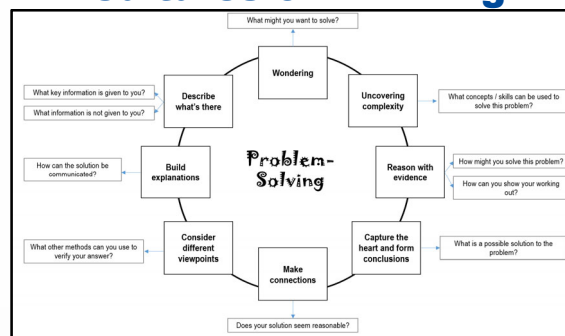 What might you want to solve?
Wondering
Uncovering
complexity
What concepts / skills can be used to
solve this problem?
Reason with
evidence
How might you solve this problem?
How can you show your working
out?
Capture the
heart and form
conclusions
What is a possible solution to the
problem?
Make
connections
Does your solution seem reasonable?
Consider
different
viewpoints
What other methods can you use to
verify your answer?
Build
explanations
How can the solution be
communicated?
Describe
what's there
What key information is given to you?
What information is not given to you?
Problem-
Solving